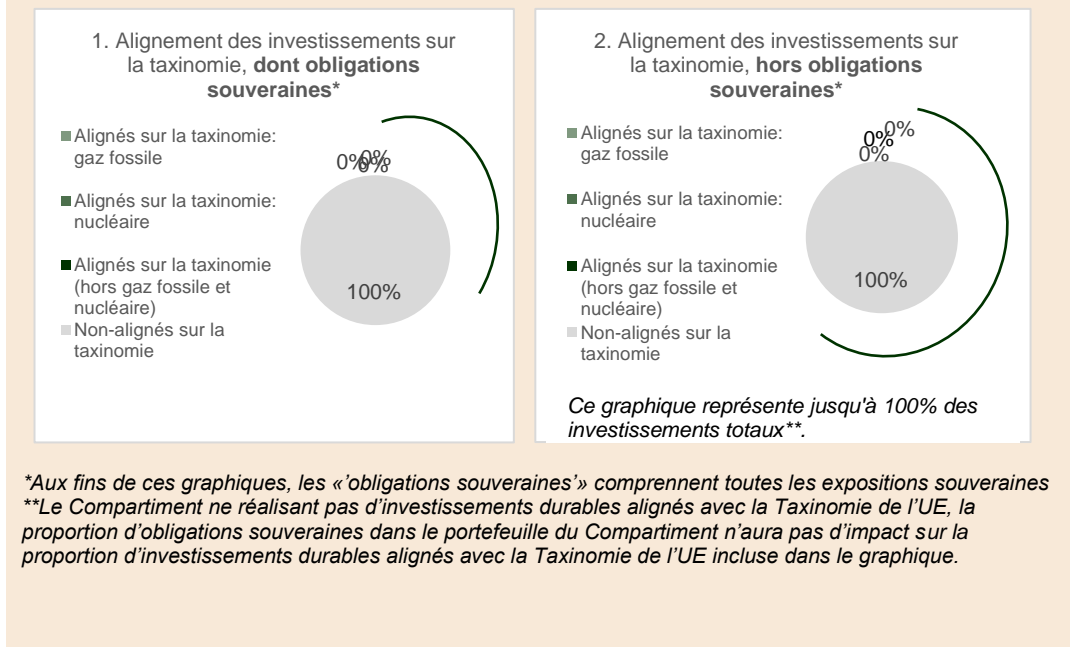 1. Alignement des investissements sur
la taxinomie, dont obligations
souveraines*
Alignés sur la taxinomie:
gaz fossile
Alignés sur la taxinomie:
nucléaire
Alignés sur la taxinomie
(hors gaz fossile et
nucléaire)
Non-alignés sur la
taxinomie
0%
0%
0%
100%
2. Alignement des investissements sur
la taxinomie, hors obligations
souveraines*
Alignés sur la taxinomie:
gaz fossile
Alignés sur la taxinomie:
nucléaire
Alignés sur la taxinomie
(hors gaz fossile et
nucléaire)
Non-alignés sur la
taxinomie
0%
0%
0%
100%
Ce graphique représente jusqu'à 100% des
investissements totaux**.
*Aux fins de ces graphiques, les «'obligations souveraines'» comprennent toutes les expositions souveraines
**Le Compartiment ne réalisant pas d’investissements durables alignés avec la Taxinomie de l’UE, la
proportion d’obligations souveraines dans le portefeuille du Compartiment n’aura pas d’impact sur la
proportion d’investissements durables alignés avec la Taxinomie de l’UE incluse dans le graphique.